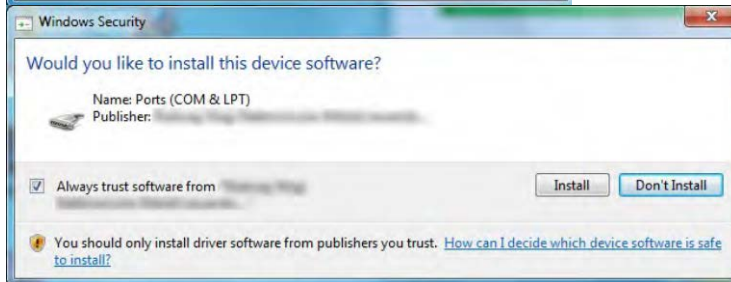 Windows Security
Would you like to install this device software?
Name: Ports (COM & LPT)
Publisher:
Always trust software from
Install
Don't Install
You should only install driver software from publishers you trust. How can I decide which device software is safe
to install?